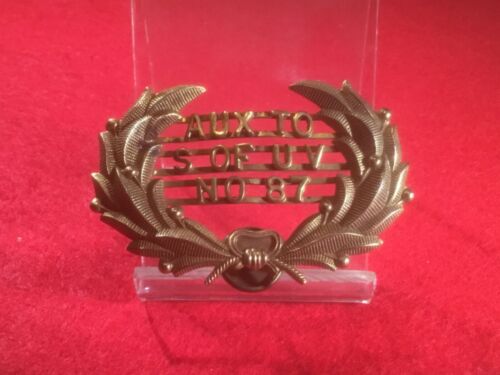 AUX TO
S OF U V
NO 87